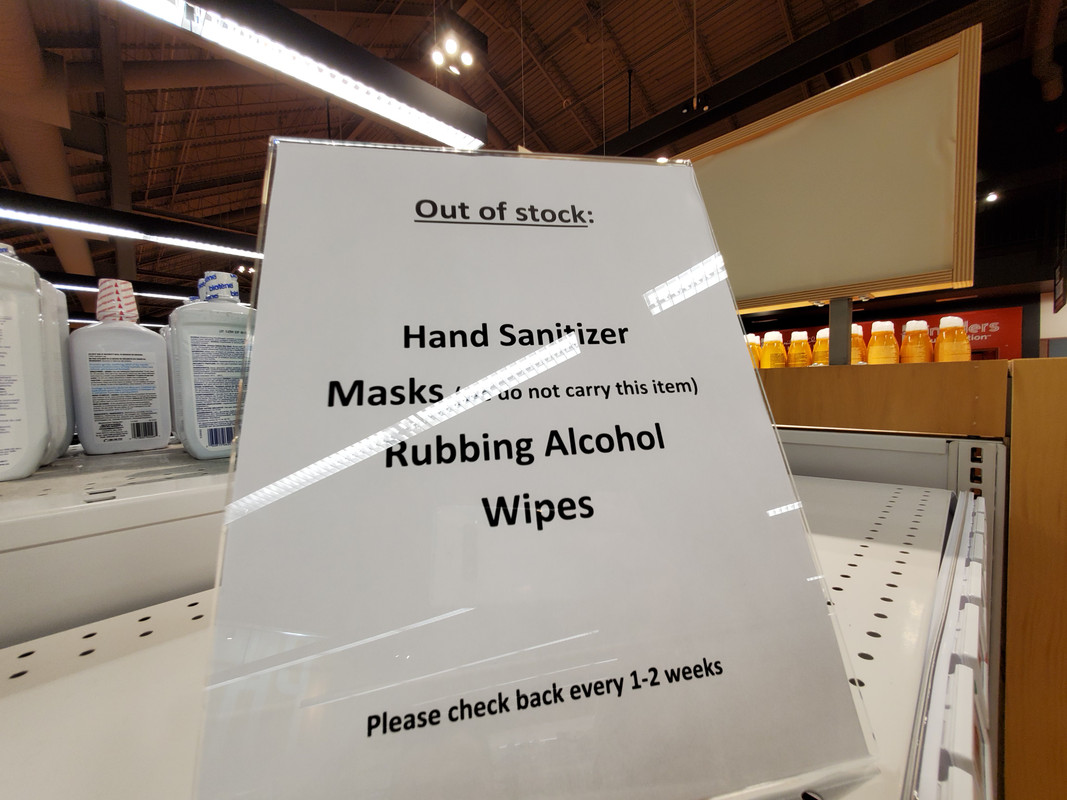 Out of stock:
Hand Sanitizer
Masks do not carry this item)
Rubbing Alcohol
Wipes
Please check back every 1-2 weeks
biotène